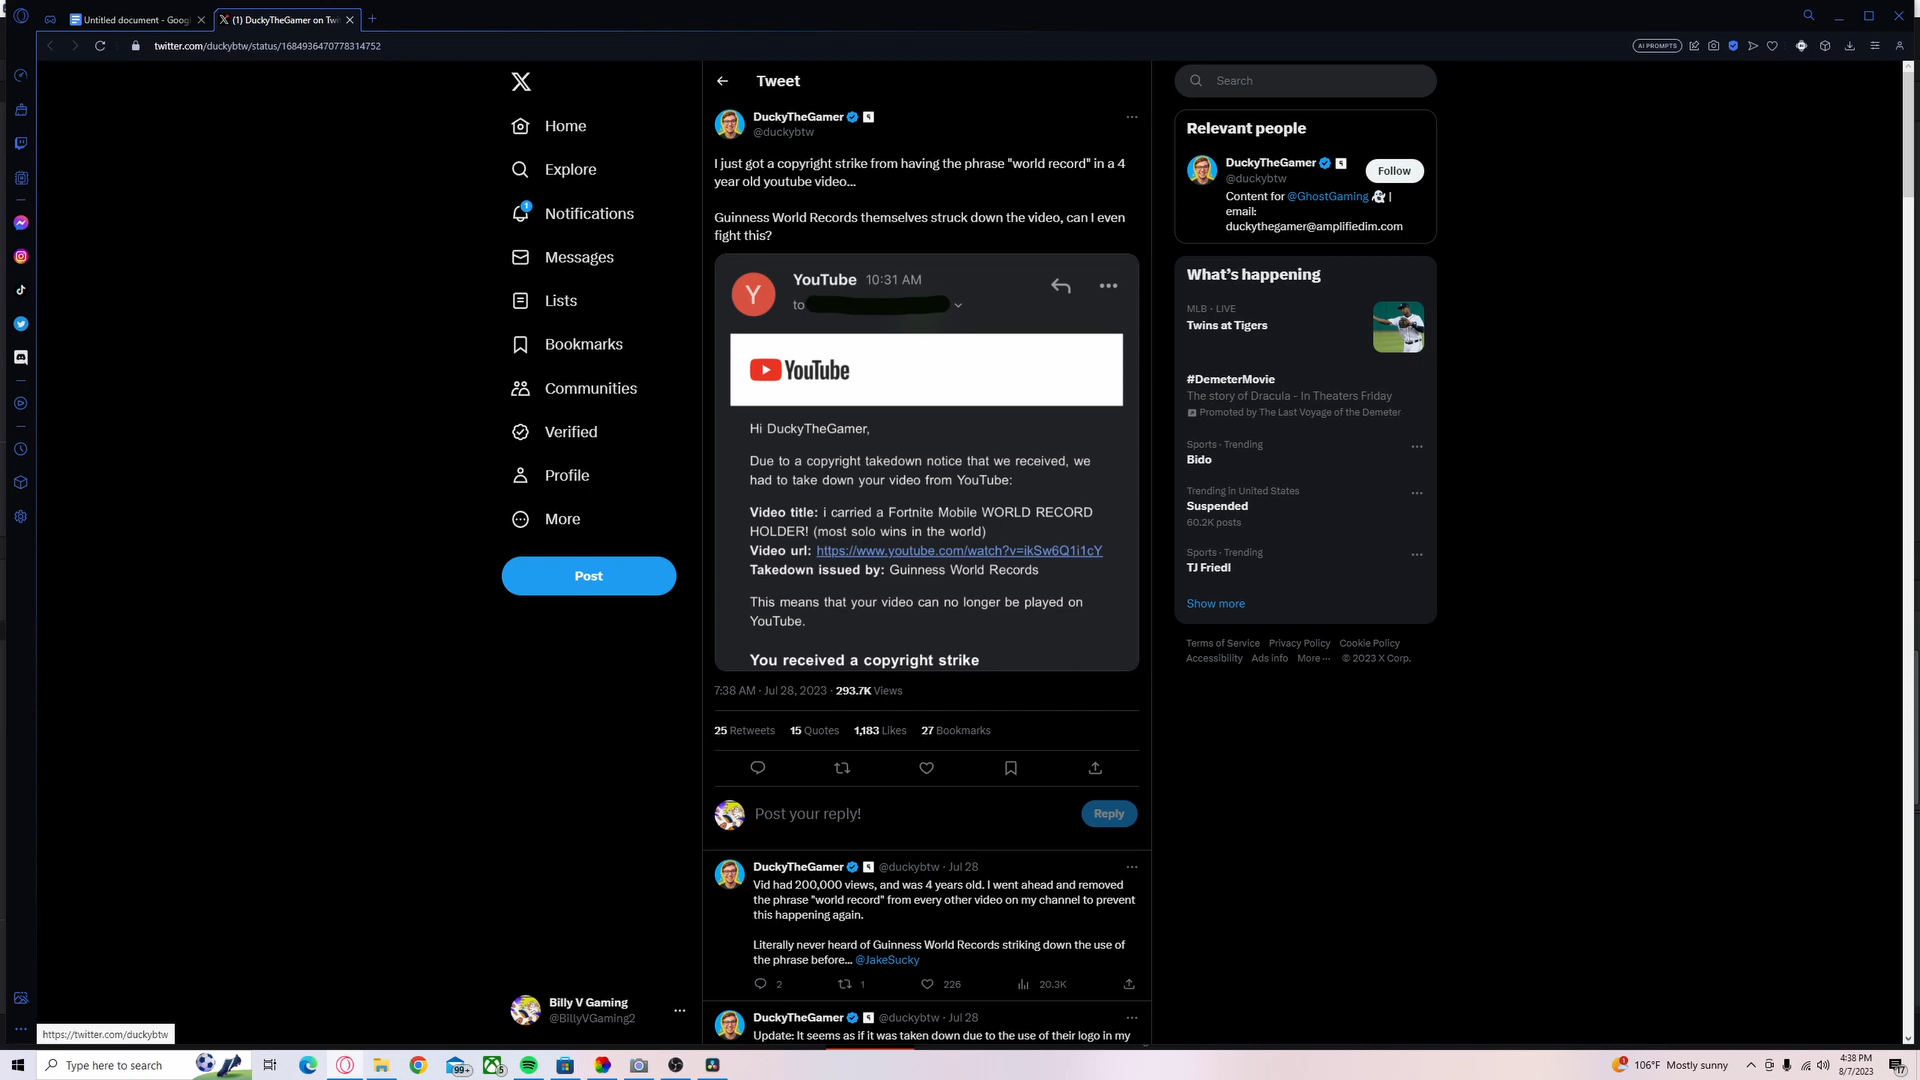 Untitled document - Googl
(1) DuckyTheGamer on Twi
twitter.com/duckybtw/status/1684936470778314752
AI PROMPTS
Home
Explore
1
Notifications
Messages
Lists
Bookmarks
Communities
Verified
Profile
More
Post
Billy V Gaming
@BillyVGaming2
Tweet
DuckyTheGamer
@duckybtw
I just got a copyright strike from having the phrase "world record" in a 4
year old youtube video...
Guinness World Records themselves struck down the video, can I even
fight this?
Y
YouTube 10:31 AM
to
YouTube
Hi DuckyTheGamer,
Due to a copyright takedown notice that we received, we
had to take down your video from YouTube:
Video title: i carried a Fortnite Mobile WORLD RECORD
HOLDER! (most solo wins in the world)
Video url: https://www.youtube.com/watch?v=ikSw6Q1i1cY
Takedown issued by: Guinness World Records
This means that your video can no longer be played on
YouTube.
You received a copyright strike
7:38 AM · Jul 28, 2023 · 293.7K Views
25 Retweets 15 Quotes 1,183 Likes 27 Bookmarks
Post your reply!
Reply
DuckyTheGamer @duckybtw · Jul 28
Vid had 200,000 views, and was 4 years old. I went ahead and removed
the phrase "world record" from every other video on my channel to prevent
this happening again.
Literally never heard of Guinness World Records striking down the use of
the phrase before... @JakeSucky
2 1 226 20.3K
DuckyTheGamer @duckybtw · Jul 28
Update: It seems as if it was taken down due to the use of their logo in my
Search
Relevant people
DuckyTheGamer
@duckybtw
Follow
Content for @GhostGaming |
email:
duckythegamer@amplifiedim.com
What's happening
MLB · LIVE
Twins at Tigers
#DemeterMovie
The story of Dracula - In Theaters Friday
Promoted by The Last Voyage of the Demeter
Sports · Trending
Bido
Trending in United States
Suspended
60.2K posts
Sports · Trending
TJ Friedl
Show more
Terms of Service Privacy Policy Cookie Policy
Accessibility Ads info More ··· © 2023 X Corp.
https://twitter.com/duckybtw
Type here to search
99+
5
1
106°F Mostly sunny
4:38 PM
8/7/2023
17